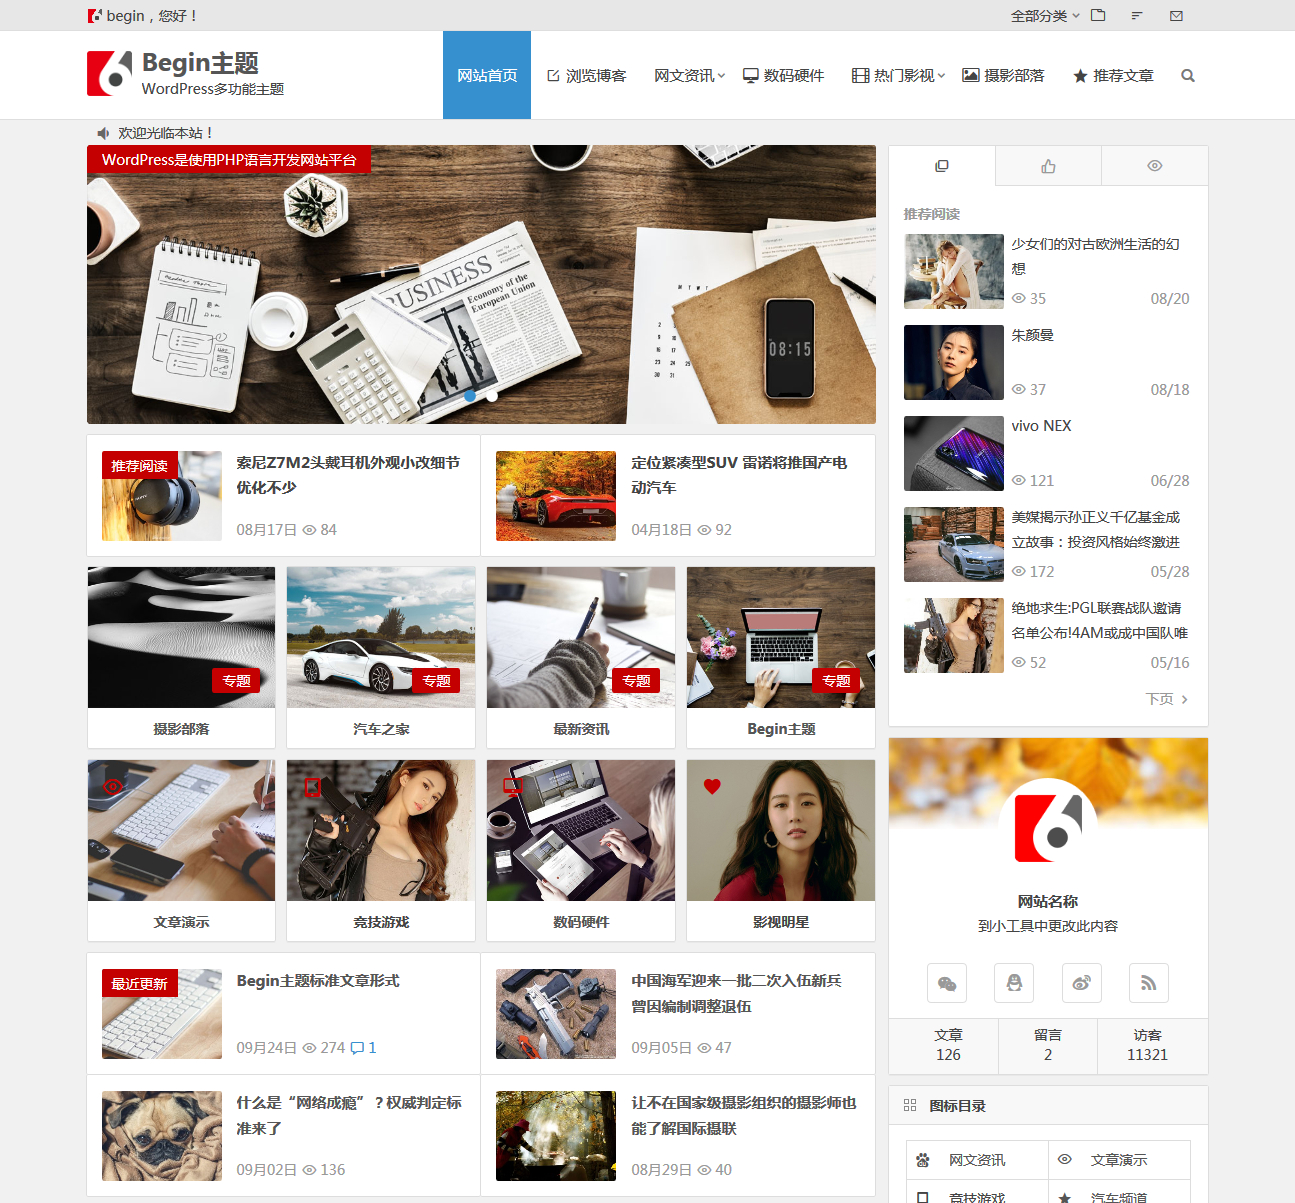 begin，您好！
全部分类
Begin主题
WordPress多功能主题
网站首页
浏览博客
网文资讯
数码硬件
热门影视
摄影部落
推荐文章
欢迎光临本站！
WordPress是使用PHP语言开发网站平台
BUSINESS
Economy of the
European Union
08:15
推荐阅读
索尼Z7M2头戴耳机外观小改细节
优化不少
08月17日 84
定位紧凑型SUV 雷诺将推国产电
动汽车
04月18日 92
专题
摄影部落
专题
汽车之家
专题
最新资讯
专题
Begin主题
文章演示
竞技游戏
数码硬件
影视明星
最近更新
Begin主题标准文章形式
09月24日 274 1
中国海军迎来一批二次入伍新兵
曾因编制调整退伍
09月05日 47
什么是“网络成瘾”？权威判定标
准来了
09月02日 136
让不在国家级摄影组织的摄影师也
能了解国际摄联
08月29日 40
推荐阅读
少女们的对古欧洲生活的幻
想
35 08/20
朱颜曼
37 08/18
vivo NEX
121 06/28
美媒揭示孙正义千亿基金成
立故事：投资风格始终激进
172 05/28
绝地求生:PGL联赛战队邀请
名单公布!4AM或成中国队唯
52 05/16
下页
网站名称
到小工具中更改此内容
文章
126
留言
2
访客
11321
图标目录
网文资讯
文章演示
竞技游戏
汽车频道